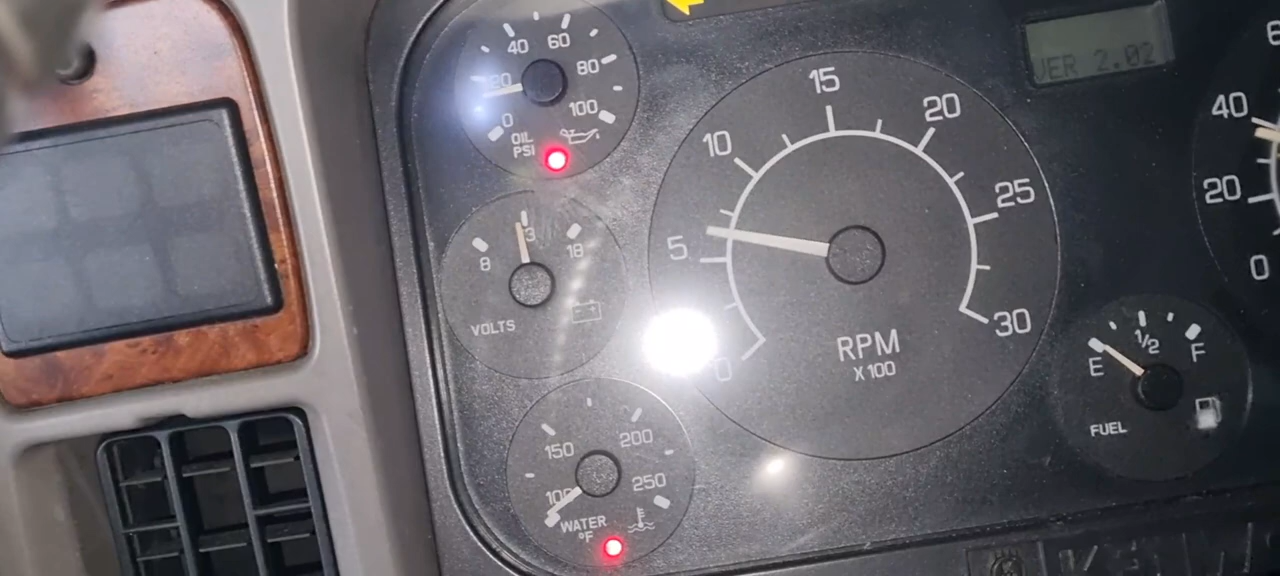 0 20 40 60 80 100
OIL
PSI
8 13 18
VOLTS
100 150 200 250
WATER
°F
0 5 10 15 20 25 30
RPM
X 100
VER 2.02
0 20 40
E 1/2 F
FUEL